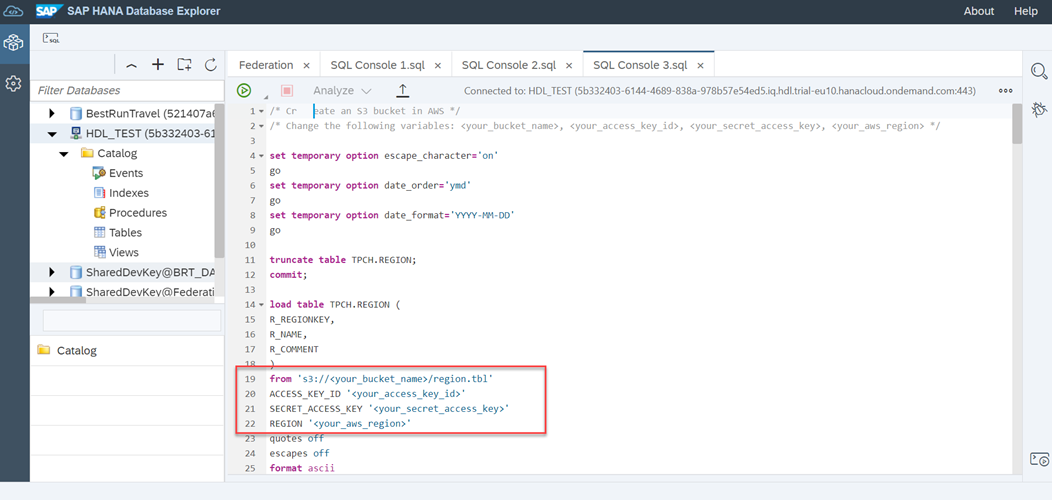 SAP SAP HANA Database Explorer About Help
SQL
Filter Databases
BestRunTravel (521407a6
HDL_TEST (5b332403-61
Catalog
Events
Indexes
Procedures
Tables
Views
SharedDevKey@BRT_DA
SharedDevKey@Federati
Catalog
Federation × SQL Console 1.sql × SQL Console 2.sql × SQL Console 3.sql ×
Analyze Connected to: HDL_TEST (5b332403-6144-4689-838a-978b57e54ed5.iq.hdl.trial-eu10.hanacloud.ondemand.com:443)
1 /* Cr eate an S3 bucket in AWS */
2 /* Change the following variables: <your_bucket_name>, <your_access_key_id>, <your_secret_access_key>, <your_aws_region> */
3
4 set temporary option escape_character='on'
5 go
6 set temporary option date_order='ymd'
7 go
8 set temporary option date_format='YYYY-MM-DD'
9 go
10
11 truncate table TPCH.REGION;
12 commit;
13
14 load table TPCH.REGION (
15 R_REGIONKEY,
16 R_NAME,
17 R_COMMENT
18 )
19 from 's3://<your_bucket_name>/region.tbl'
20 ACCESS_KEY_ID '<your_access_key_id>'
21 SECRET_ACCESS_KEY '<your_secret_access_key>'
22 REGION '<your_aws_region>'
23 quotes off
24 escapes off
25 format ascii